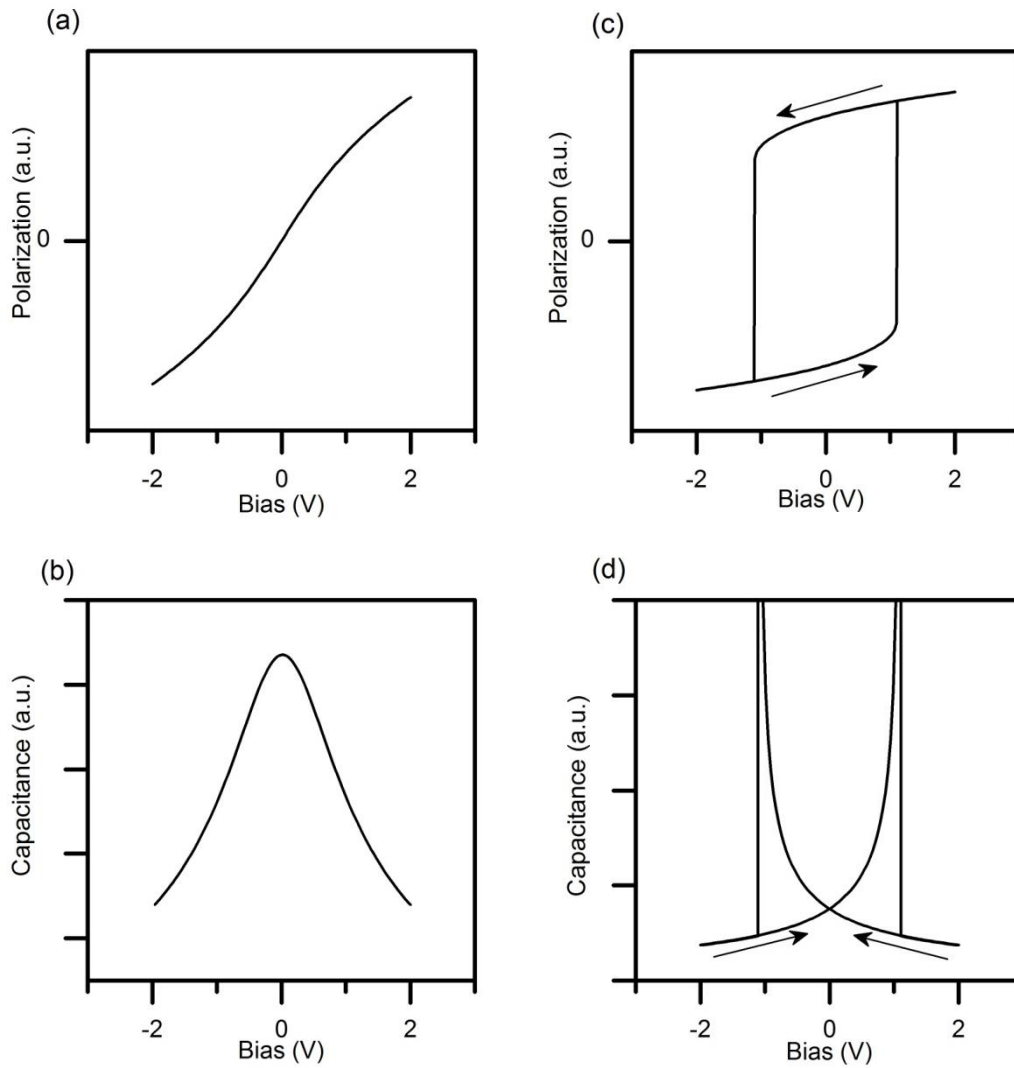 (a)
Polarization (a.u.)
0
-2 0 2
Bias (V)
(c)
Polarization (a.u.)
0
-2 0 2
Bias (V)
(b)
Capacitance (a.u.)
-2 0 2
Bias (V)
(d)
Capacitance (a.u.)
-2 0 2
Bias (V)